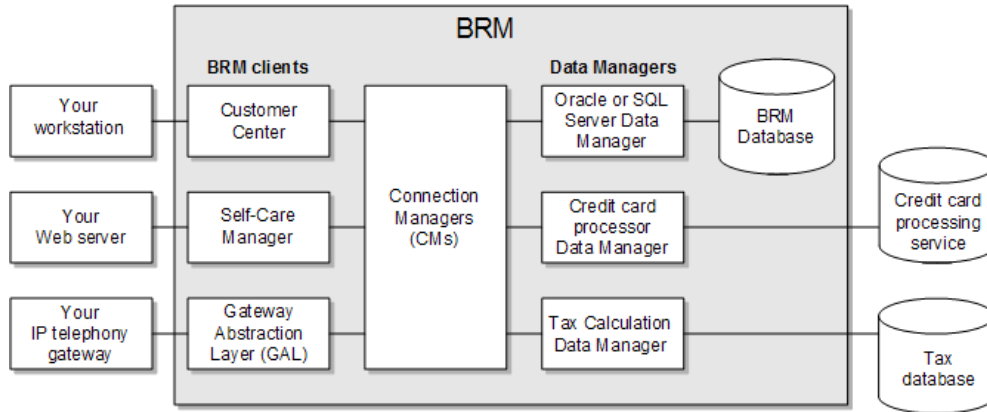 BRM
BRM clients
Data Managers
Your
workstation
Customer
Center
Oracle or SQL
Server Data
Manager
BRM
Database
Your
Web server
Self-Care
Manager
Connection
Managers
(CMs)
Credit card
processor
Data Manager
Credit card
processing
service
Your
IP telephony
gateway
Gateway
Abstraction
Layer (GAL)
Tax Calculation
Data Manager
Tax
database